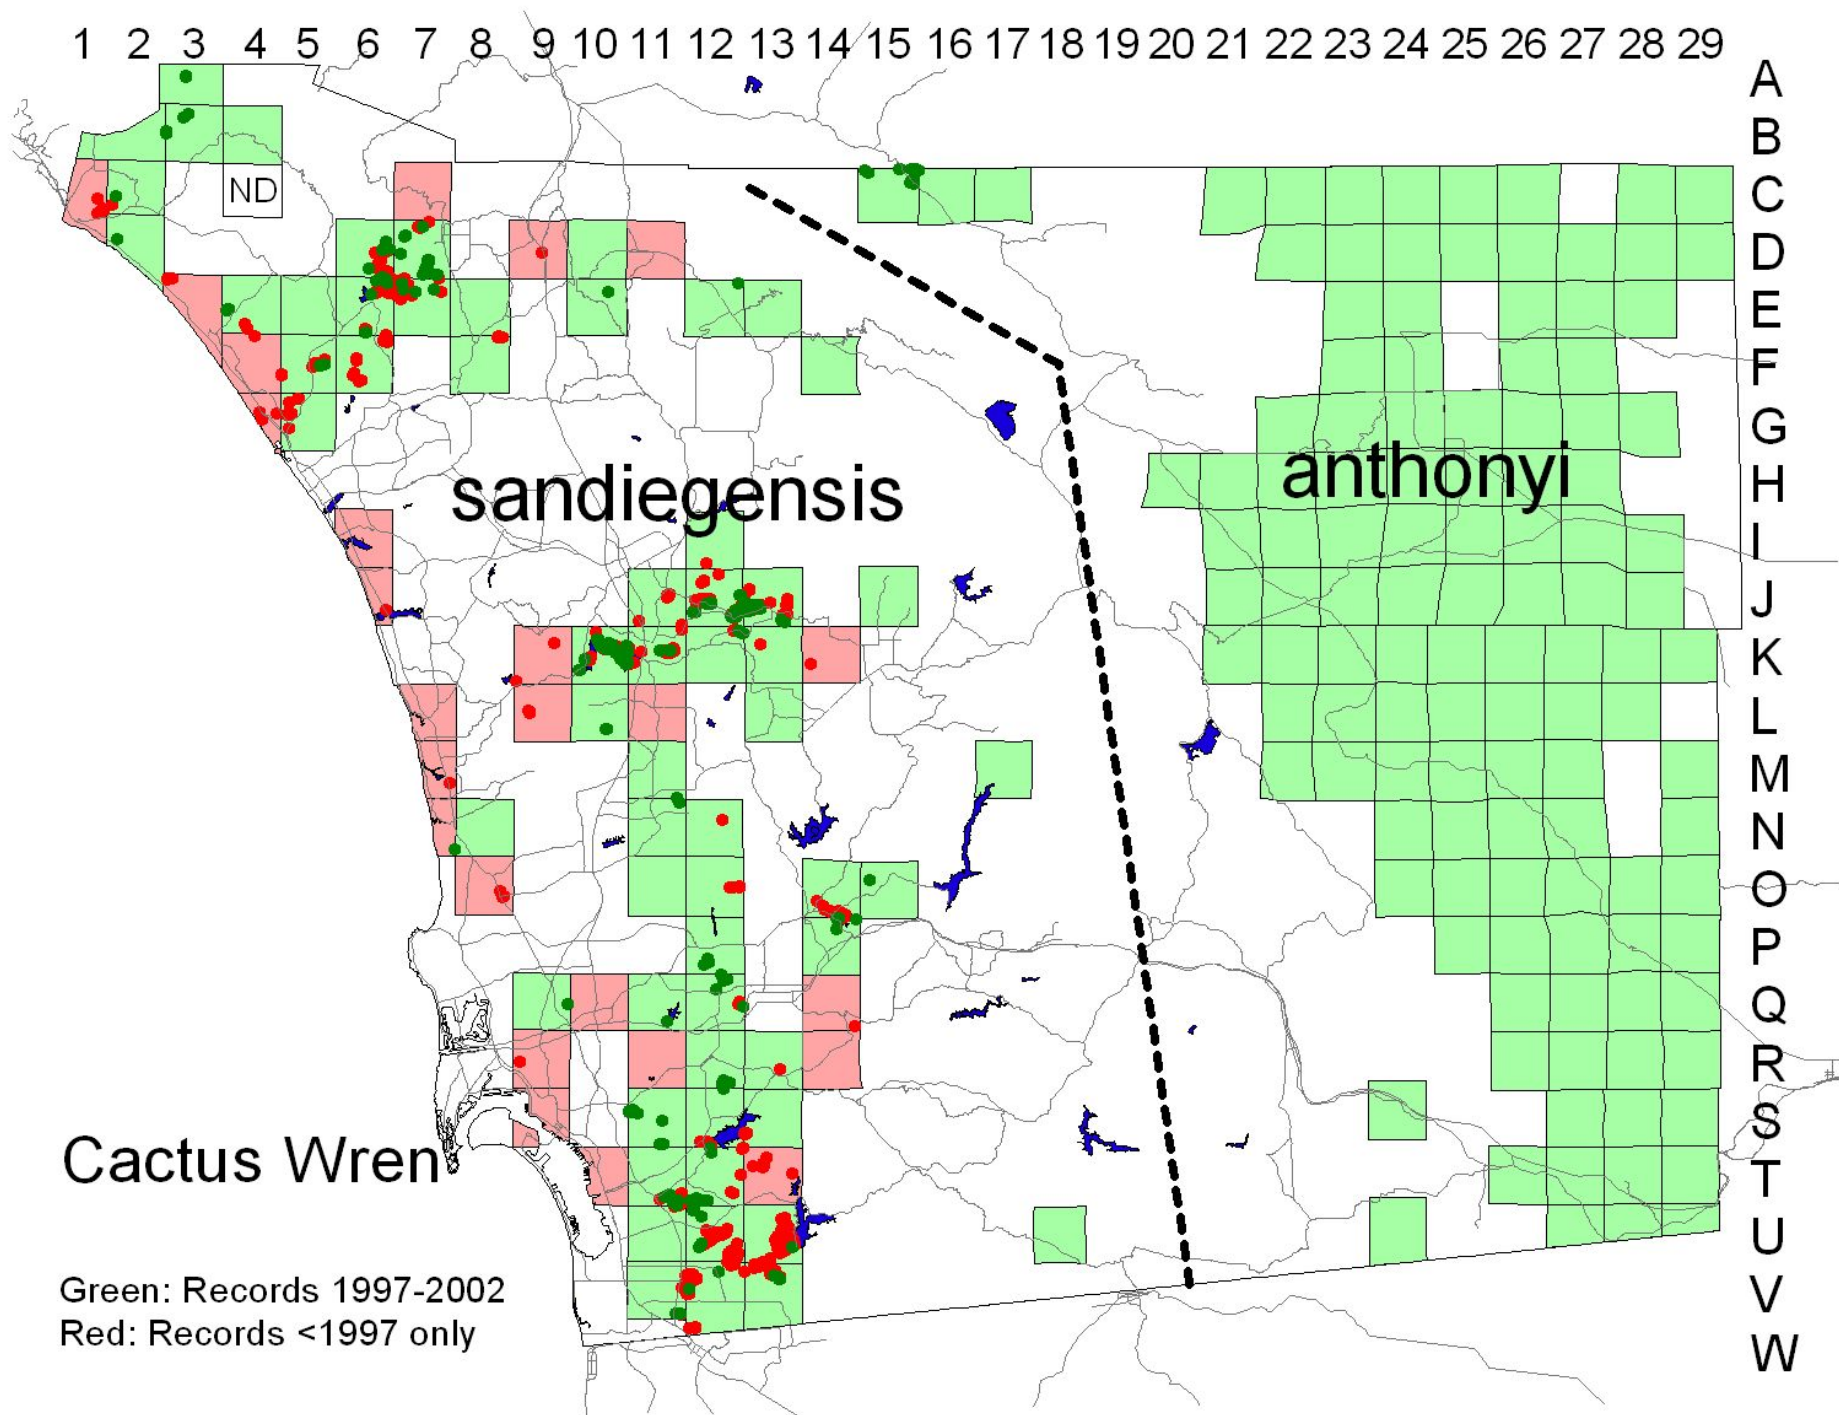 1 2 3 4 5 6 7 8 9 10 11 12 13 14 15 16 17 18 19 20 21 22 23 24 25 26 27 28 29
A
B
C
ND
D
E
F
G
H
anthonyi
sandiegensis
I
J
K
L
M
N
O
P
Q
R
S
Cactus Wren
T
U
V
Green: Records 1997-2002
Red: Records <1997 only
W